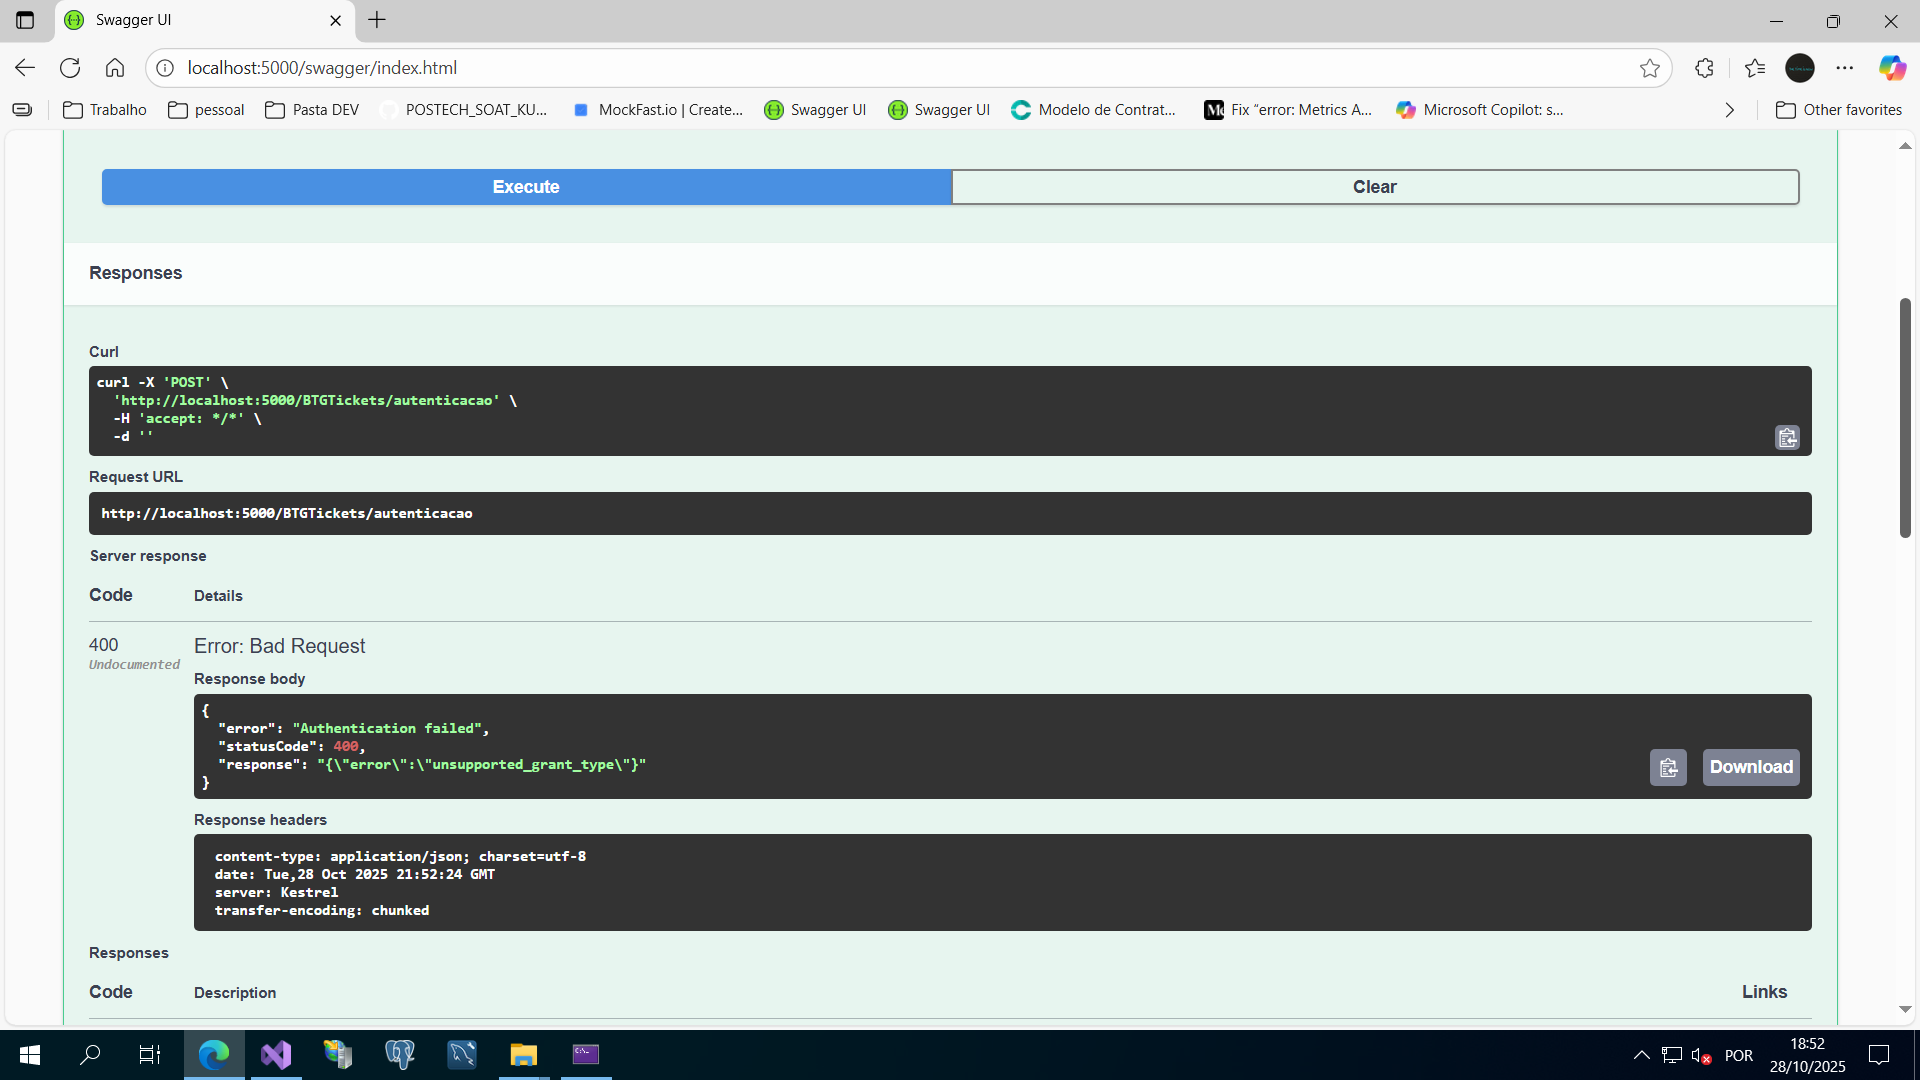 Swagger UI
localhost:5000/swagger/index.html
Trabalho
pessoal
Pasta DEV
POSTECH_SOAT_KU...
MockFast.io | Create...
Swagger UI
Swagger UI
Modelo de Contrat...
Fix “error: Metrics A...
Microsoft Copilot: s...
Other favorites
Execute
Clear
Responses
Curl
curl -X 'POST' \
'http://localhost:5000/BTGTickets/autenticacao' \
-H 'accept: */*' \
-d ''
Request URL
http://localhost:5000/BTGTickets/autenticacao
Server response
Code
Details
400
Undocumented
Error: Bad Request
Response body
{
"error": "Authentication failed",
"statusCode": 400,
"response": "{\"error\":\"unsupported_grant_type\"}"
}
Download
Response headers
content-type: application/json; charset=utf-8
date: Tue,28 Oct 2025 21:52:24 GMT
server: Kestrel
transfer-encoding: chunked
Responses
Code
Description
Links
POR
18:52
28/10/2025